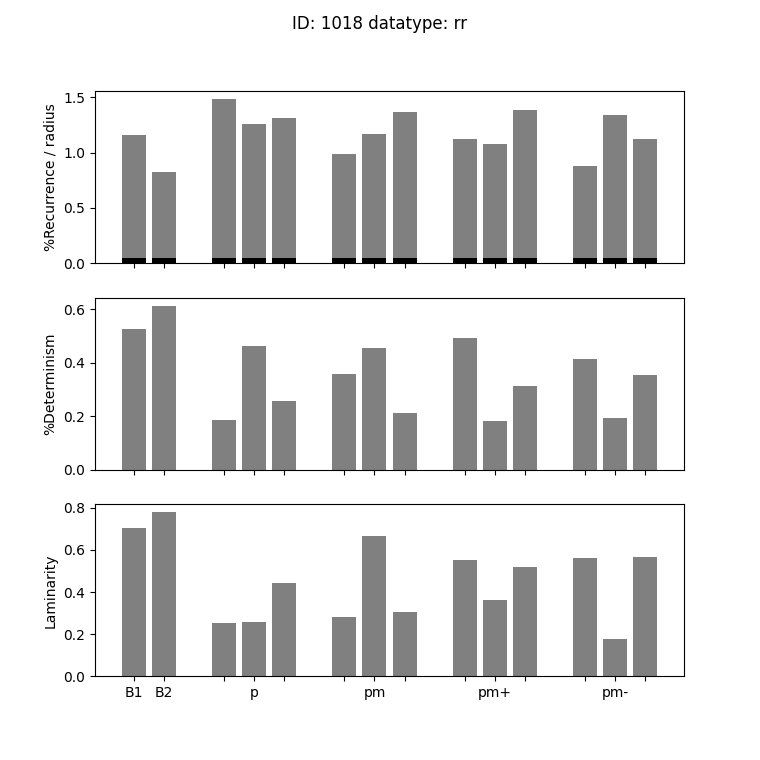 ID: 1018 datatype: rr
%Recurrence / radius
1.5
1.0
0.5
0.0
%Determinism
0.6
0.4
0.2
0.0
Laminarity
0.8
0.6
0.4
0.2
0.0
B1 B2 p pm pm+ pm-